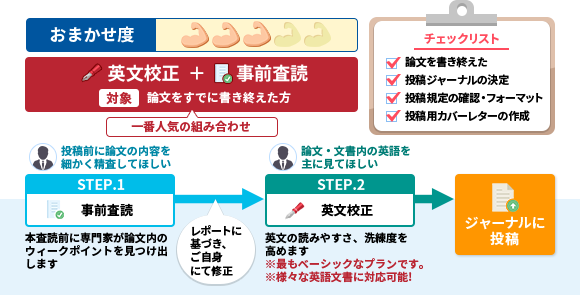 おまかせ度
英文校正 ＋ 事前査読
対象 論文をすでに書き終えた方
一番人気の組み合わせ
チェックリスト
論文を書き終えた
投稿ジャーナルの決定
投稿規定の確認・フォーマット
投稿用カバーレターの作成
投稿前に論文の内容を
細かく精査してほしい
STEP.1
事前査読
本査読前に専門家が論文内の
ウィークポイントを見つけ出
します
レポートに
基づき、
ご自身
にて修正
論文・文書内の英語を
主に見てほしい
STEP.2
英文校正
英文の読みやすさ、洗練度を
高めます
※最もベーシックなプランです。
※様々な英語文書に対応可能!
ジャーナルに
投稿